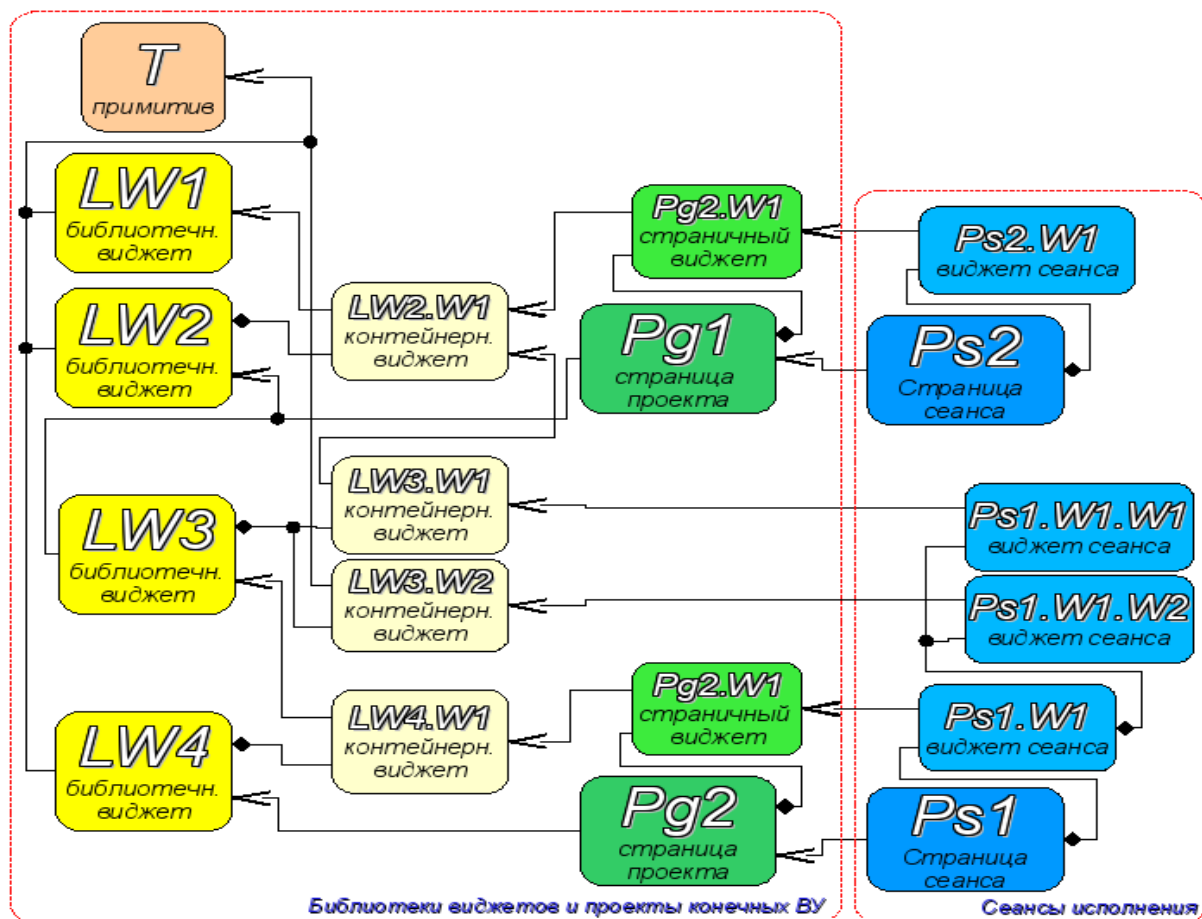 T
примитив
LW1
библиотечн.
виджет
Pg2.W1
страничный
виджет
Ps2.W1
виджет сеанса
LW2
библиотечн.
виджет
LW2.W1
контейнерн.
виджет
Pg1
страница
проекта
Ps2
Страница
сеанса
LW3
библиотечн.
виджет
LW3.W1
контейнерн.
виджет
Ps1.W1.W1
виджет сеанса
LW3.W2
контейнерн.
виджет
Ps1.W1.W2
виджет сеанса
LW4.W1
контейнерн.
виджет
Pg2.W1
страничный
виджет
Ps1.W1
виджет сеанса
LW4
библиотечн.
виджет
Pg2
страница
проекта
Ps1
Страница
сеанса
Библиотеки виджетов и проекты конечных ВУ
Сеансы исполнения